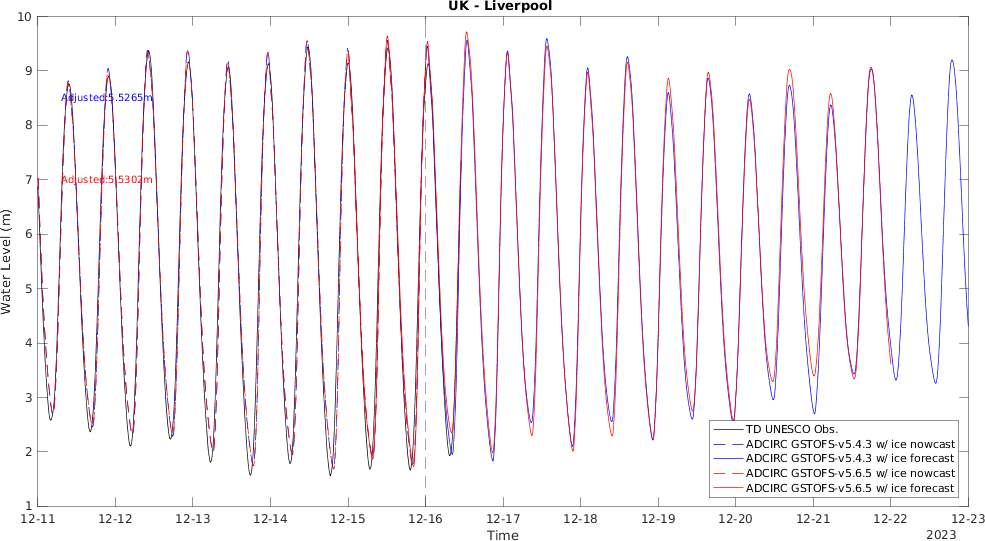 UK - Liverpool
10
9
8
7
6
5
4
3
2
1
Water Level (m)
Adjusted:5.5265m
Adjusted:5.5302m
TD UNESCO Obs.
ADCIRC GSTOFS-v5.4.3 w/ ice nowcast
ADCIRC GSTOFS-v5.4.3 w/ ice forecast
ADCIRC GSTOFS-v5.6.5 w/ ice nowcast
ADCIRC GSTOFS-v5.6.5 w/ ice forecast
12-11 12-12 12-13 12-14 12-15 12-16 12-17 12-18 12-19 12-20 12-21 12-22 12-23
Time
2023